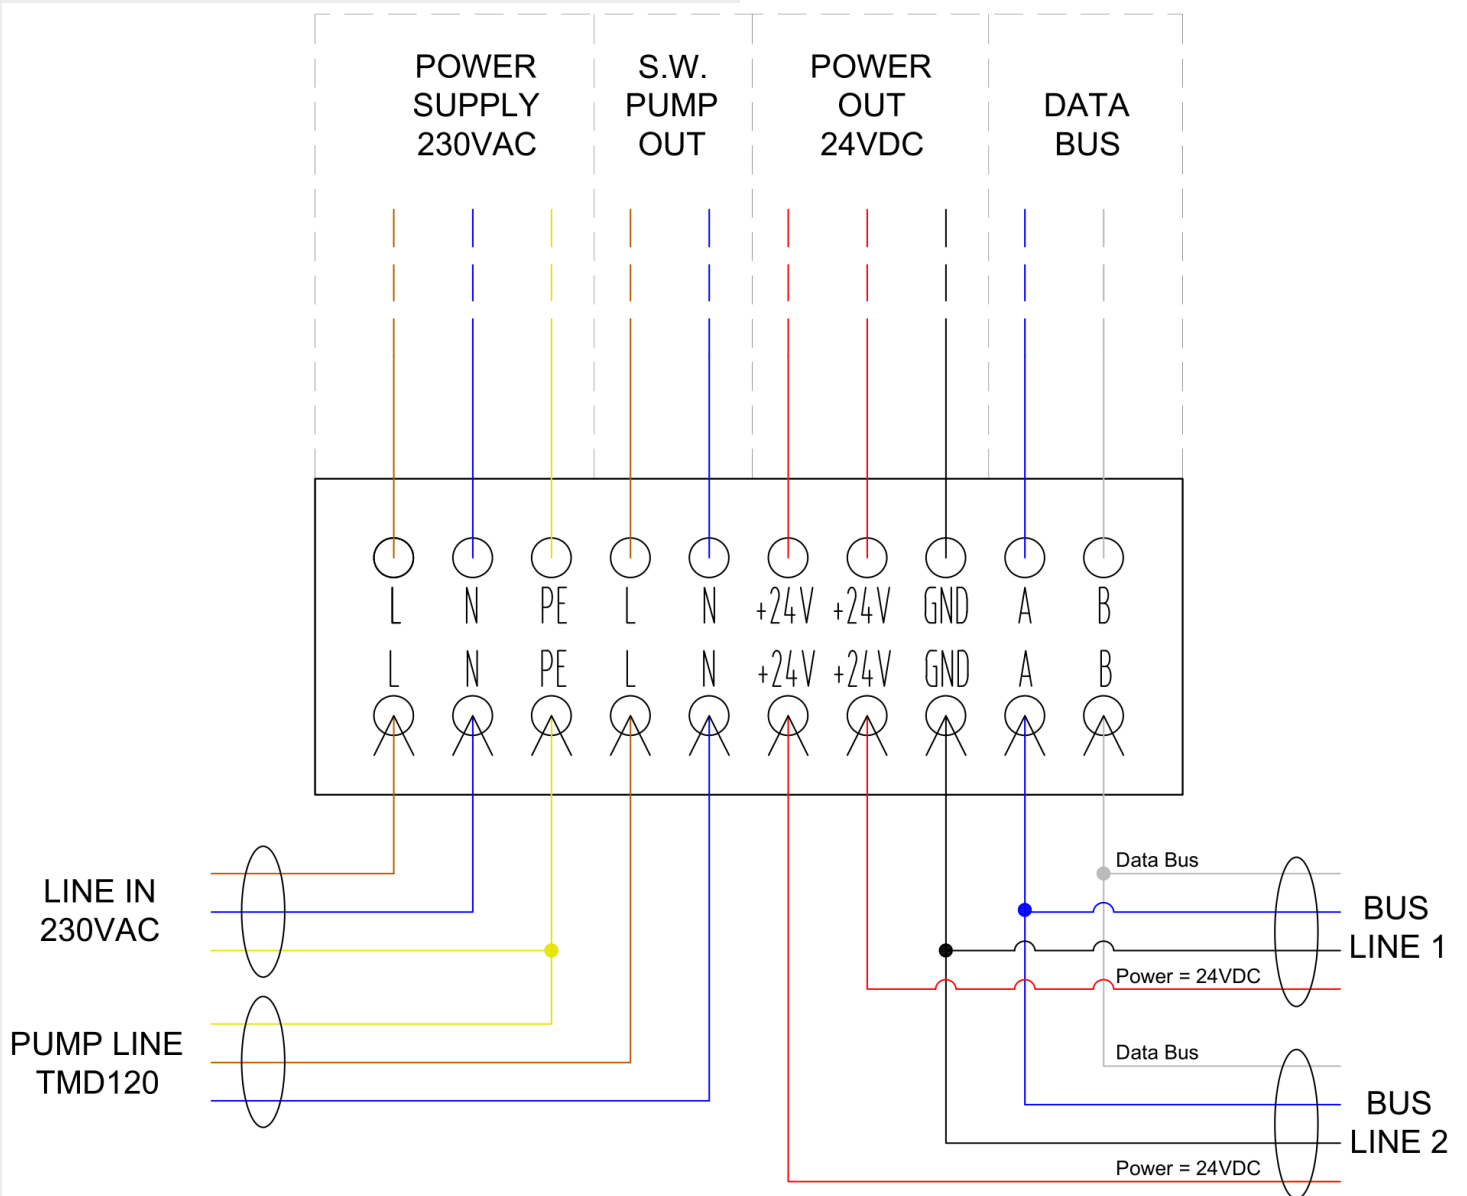 POWER
SUPPLY
230VAC
S.W.
PUMP
OUT
POWER
OUT
24VDC
DATA
BUS
L N PE L N +24V +24V GND A B
L N PE L N +24V +24V GND A B
LINE IN
230VAC
PUMP LINE
TMD120
Data Bus
BUS
LINE 1
Power = 24VDC
Data Bus
BUS
LINE 2
Power = 24VDC